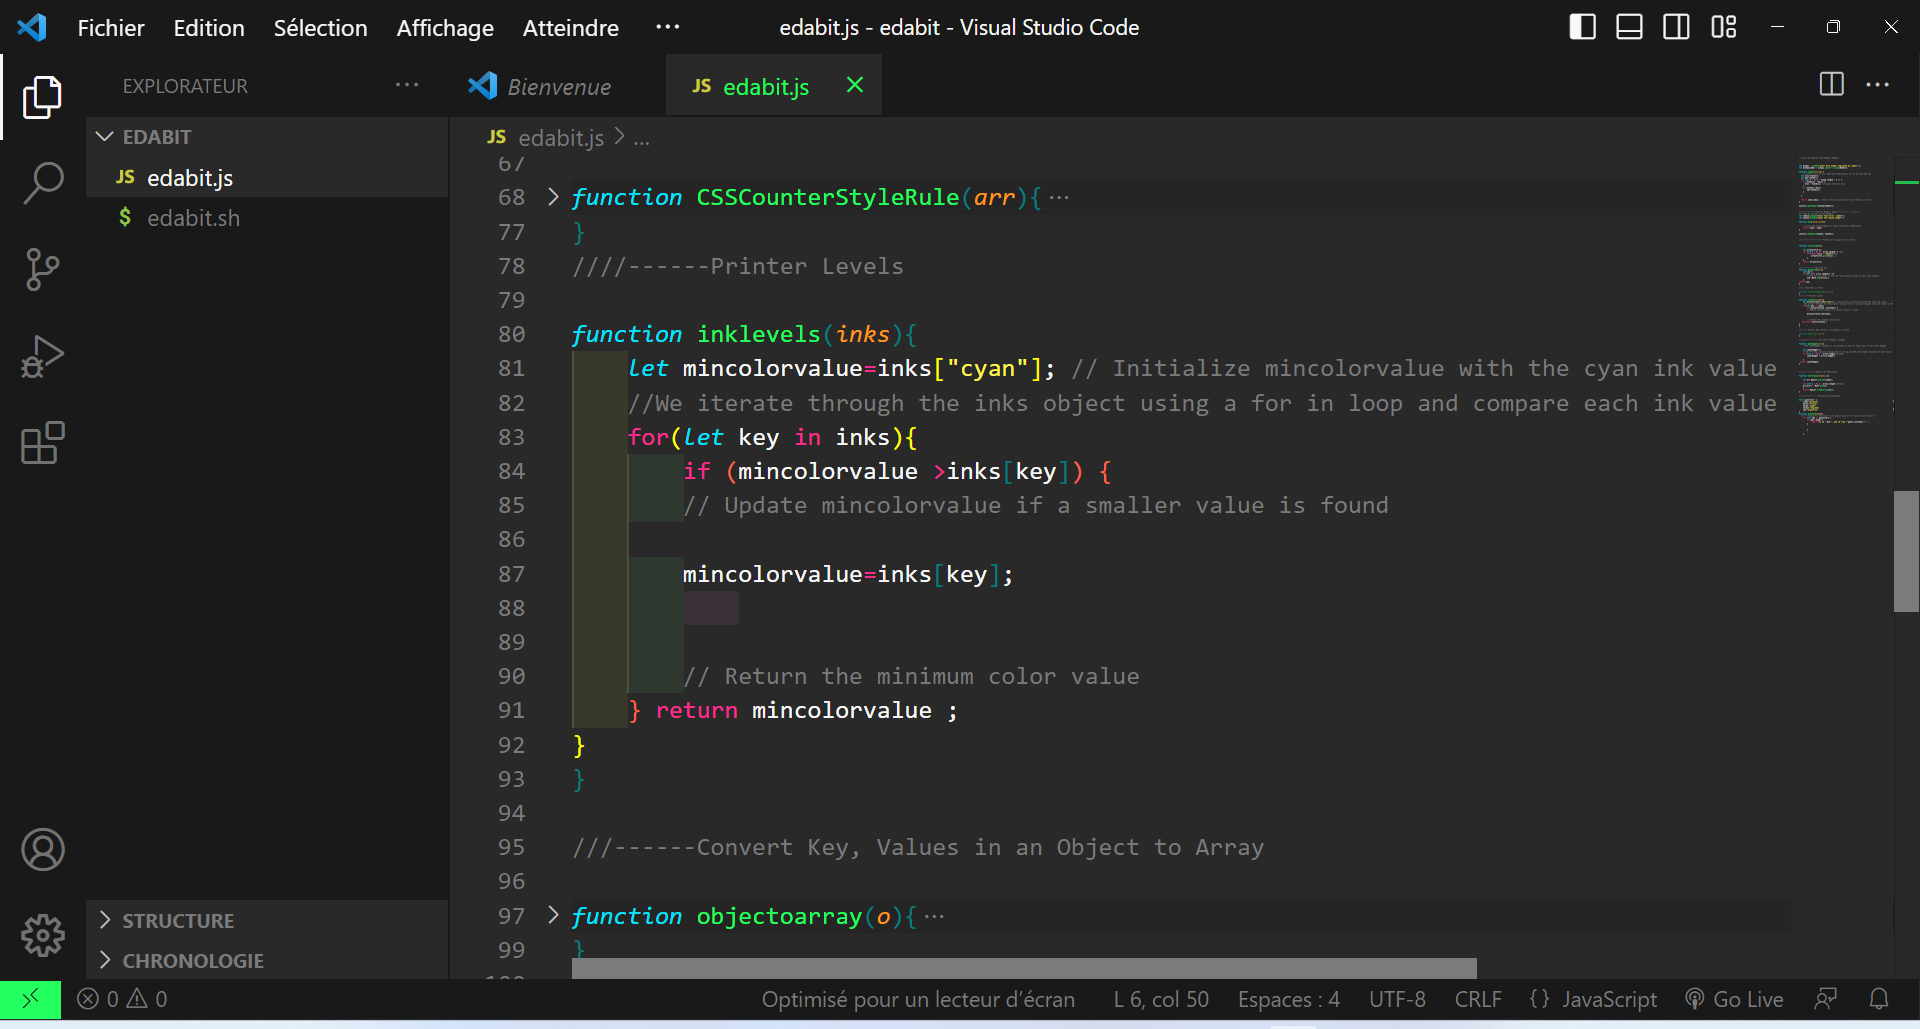 Fichier Edition Sélection Affichage Atteindre ···
edabit.js - edabit - Visual Studio Code
EXPLORATEUR ···
EDABIT
JS edabit.js
$ edabit.sh
STRUCTURE
CHRONOLOGIE
Bienvenue
JS edabit.js
JS edabit.js > ...
67
68 function CSSCounterStyleRule(arr){ ···
77 }
78 ////------Printer Levels
79
80 function inklevels(inks){
81 let mincolorvalue=inks["cyan"]; // Initialize mincolorvalue with the cyan ink value
82 //We iterate through the inks object using a for in loop and compare each ink value
83 for(let key in inks){
84 if (mincolorvalue >inks[key]) {
85 // Update mincolorvalue if a smaller value is found
86
87 mincolorvalue=inks[key];
88
89
90 // Return the minimum color value
91 } return mincolorvalue ;
92 }
93 }
94
95 ///------Convert Key, Values in an Object to Array
96
97 function objectoarray(o){ ···
99 }
0 0
Optimisé pour un lecteur d’écran L 6, col 50 Espaces : 4 UTF-8 CRLF {} JavaScript Go Live